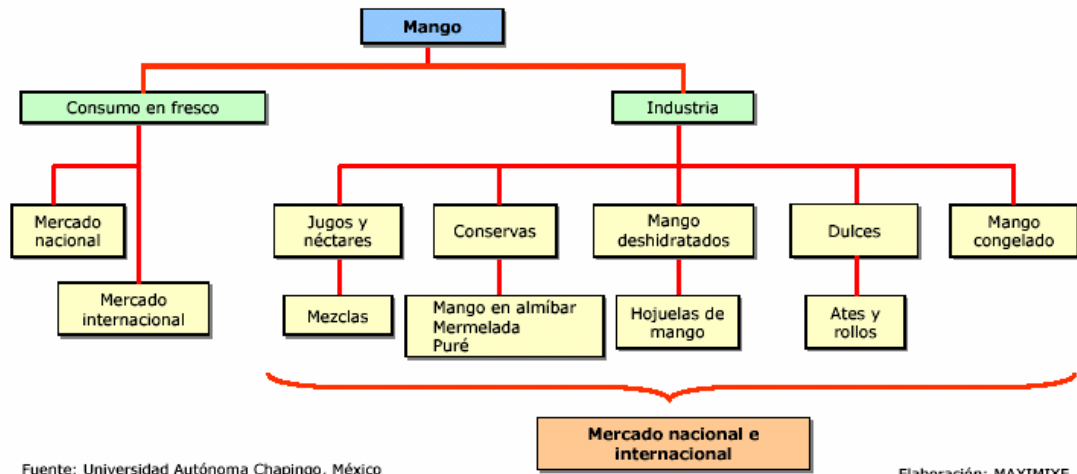 Mango
Consumo en fresco
Industria
Mercado
nacional
Mercado
internacional
Jugos y
néctares
Conservas
Mango
deshidratados
Dulces
Mango
congelado
Mezclas
Mango en almíbar
Mermelada
Puré
Hojuelas de
mango
Ates y
rollos
Mercado nacional e
internacional
Fuente: Universidad Autónoma Chapingo, México
Elaboración: MAXIMIXE